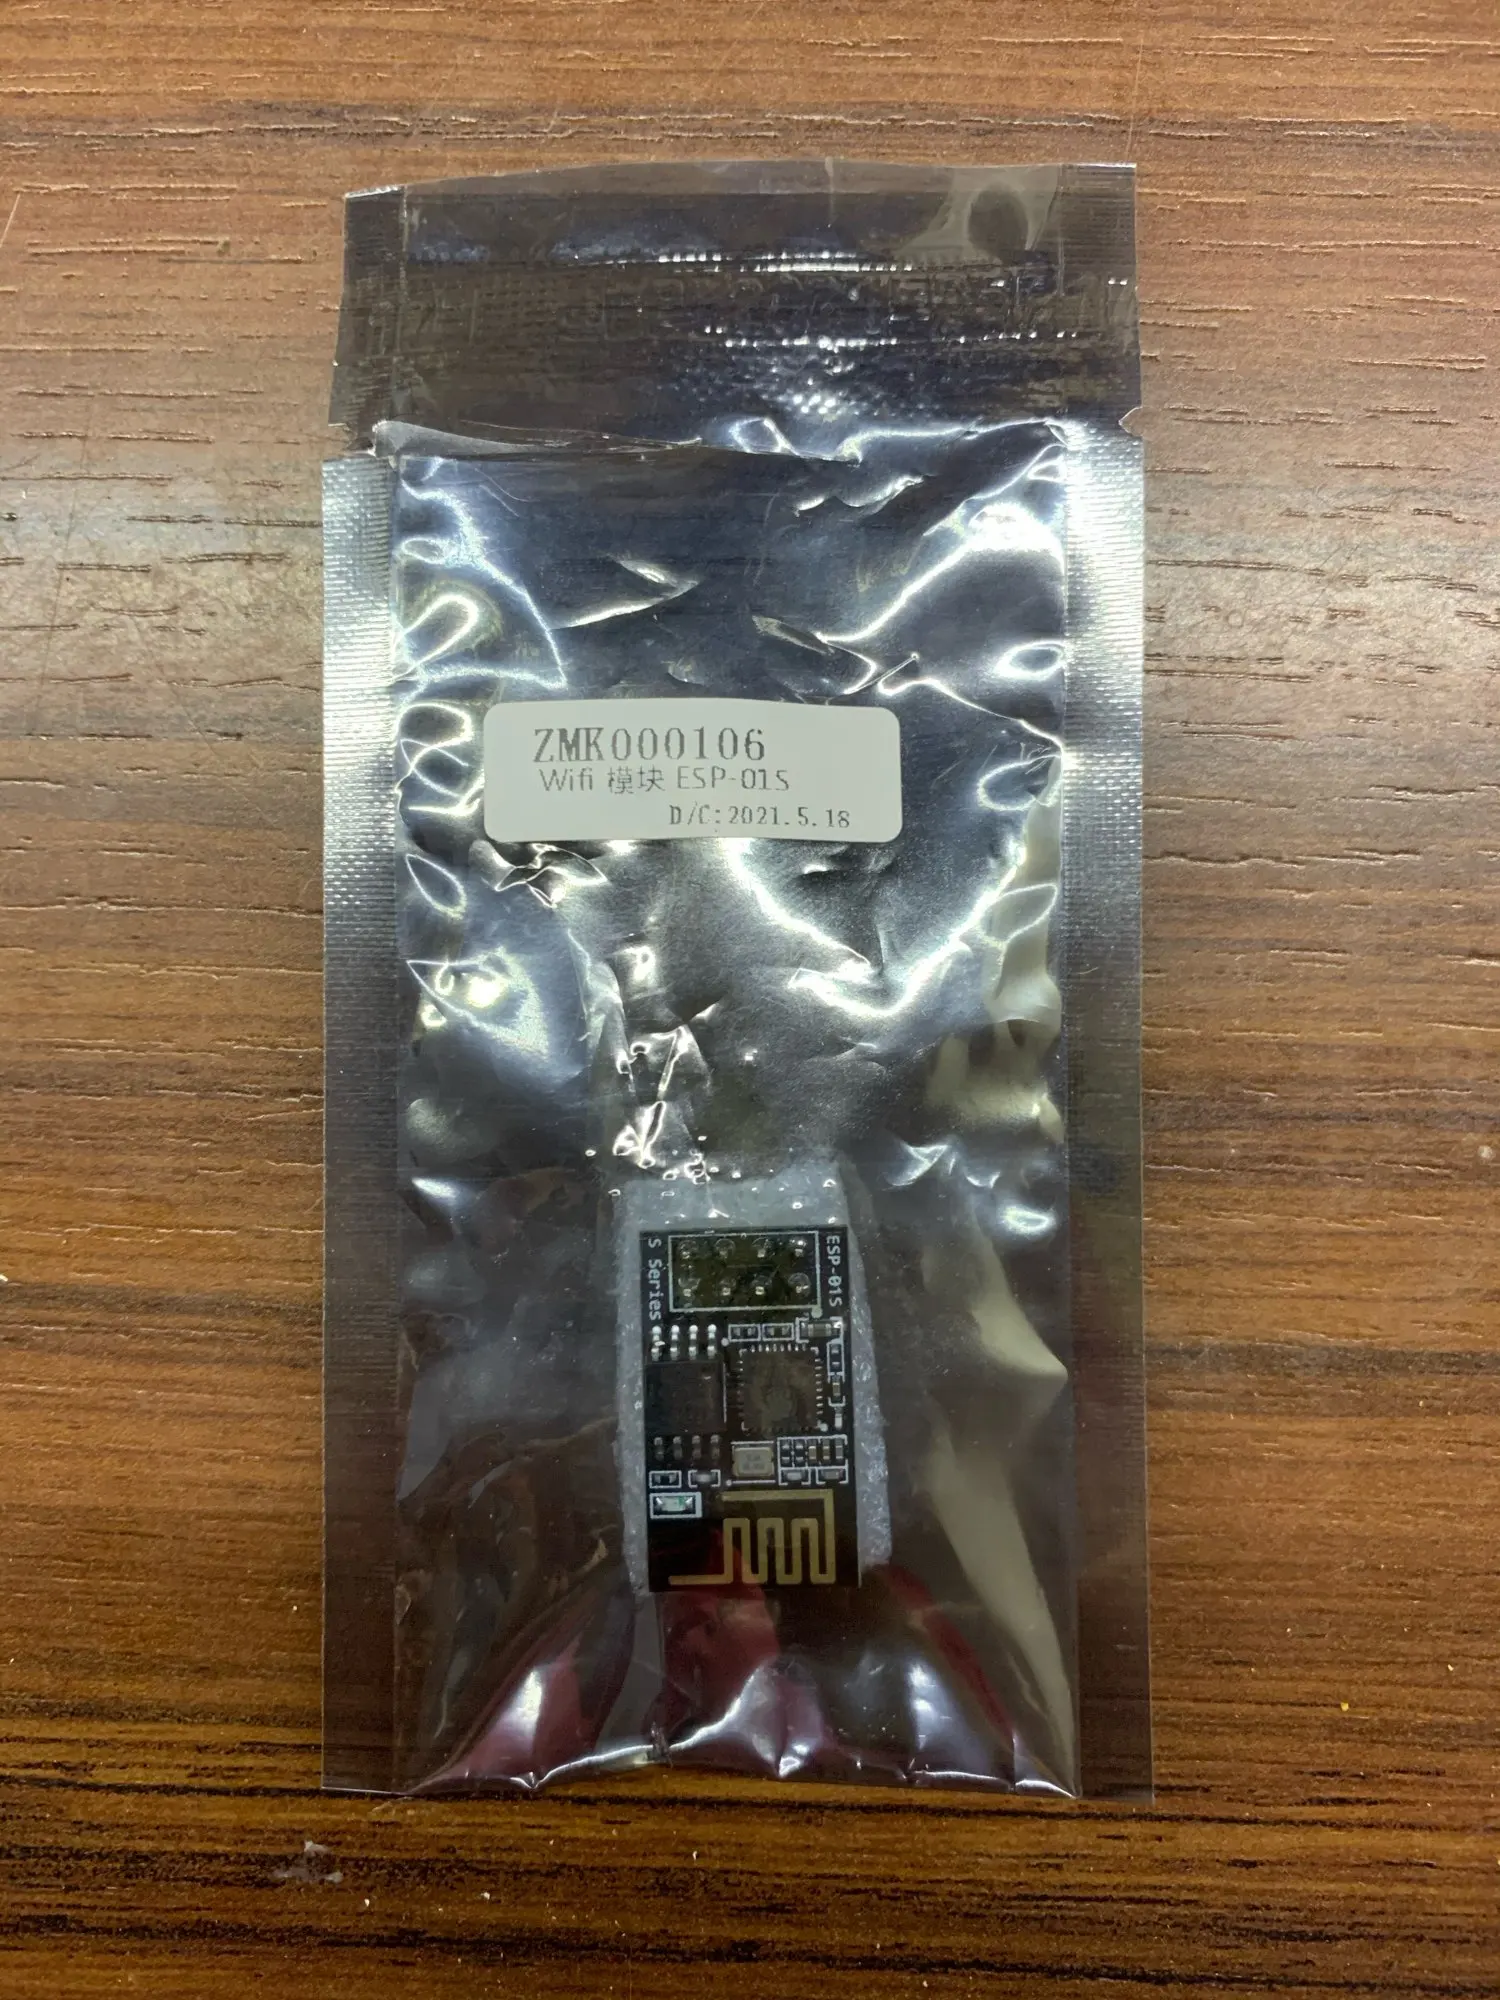 ZMK000106
Wifi 模块 ESP-01S
D/C:2021.5.18
S Series
ESP-01S